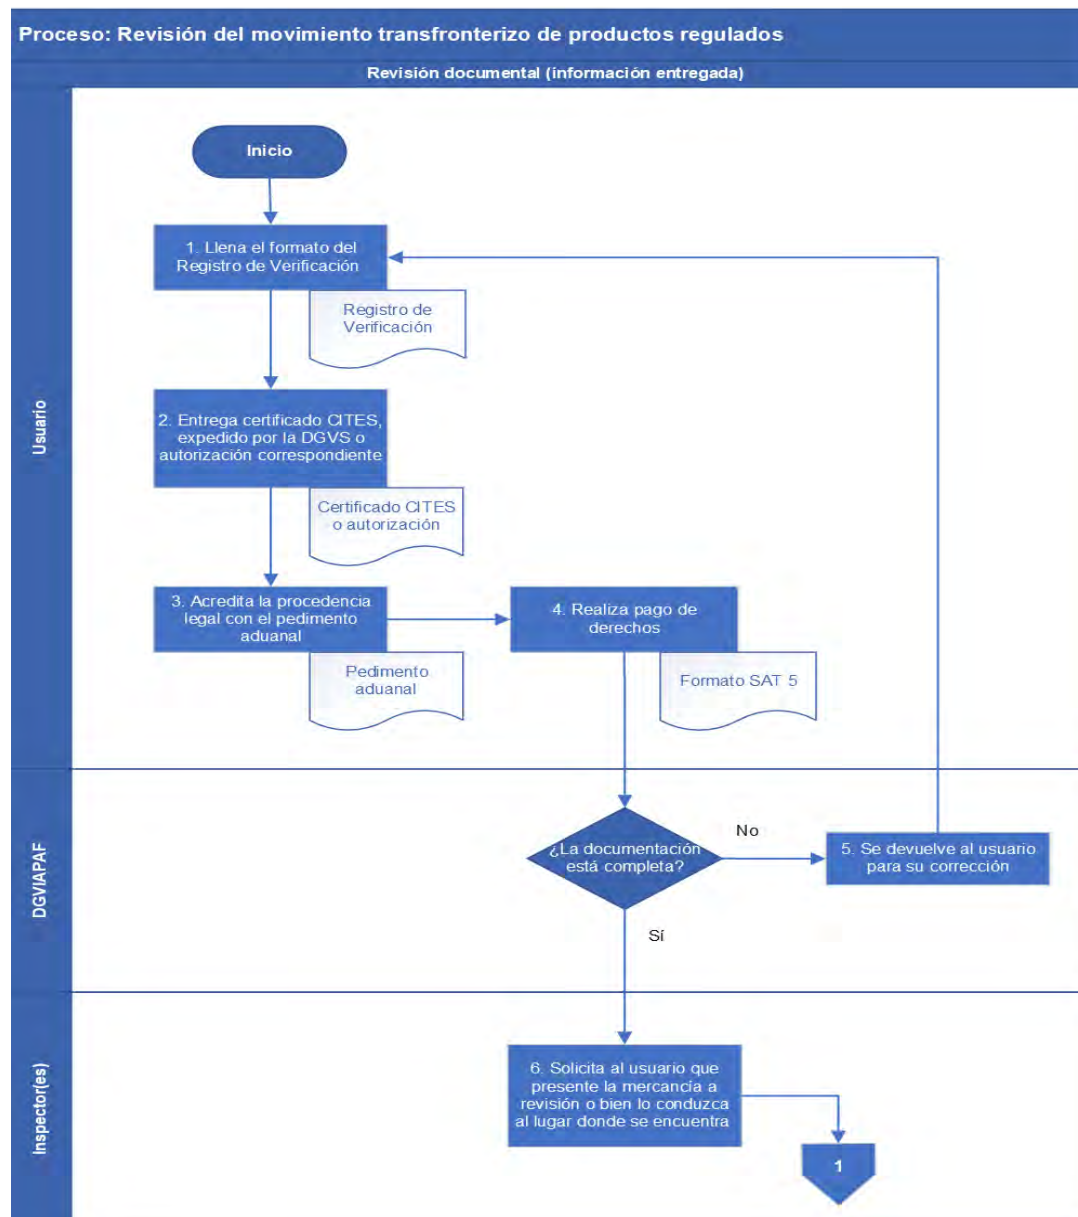 Proceso: Revisión del movimiento transfronterizo de productos regulados
Revisión documental (información entregada)
Usuario
Inicio
1. Llena el formato del
Registro de Verificación
Registro de
Verificación
2. Entrega certificado CITES,
expedido por la DGVS o
autorización correspondiente
Certificado CITES
o autorización
3. Acredita la procedencia
legal con el pedimento
aduanal
Pedimento
aduanal
4. Realiza pago de
derechos
Formato SAT 5
DGVIAPAF
¿La documentación
está completa?
No
5. Se devuelve al usuario
para su corrección
Sí
Inspector(es)
6. Solicita al usuario que
presente la mercancía a
revisión o bien lo conduzca
al lugar donde se encuentra
1